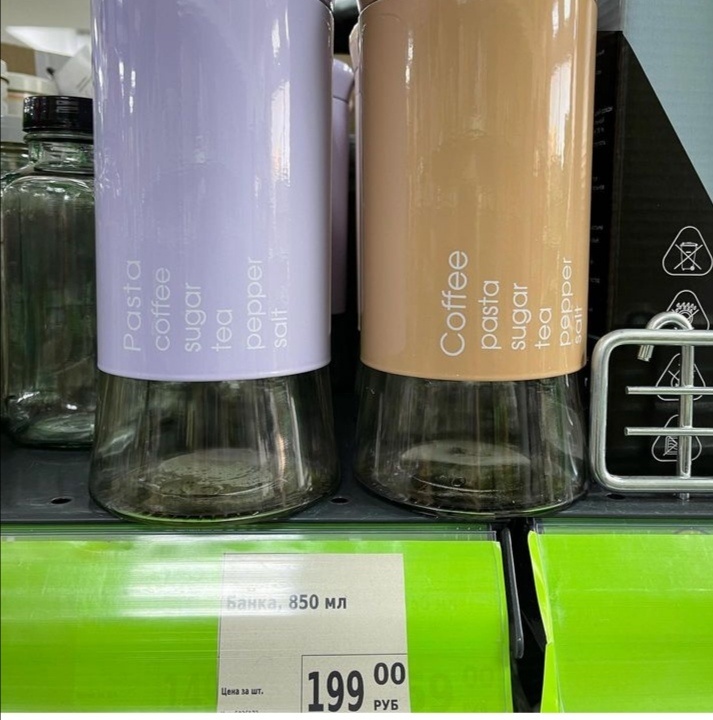 Pasta
coffee
sugar
tea
pepper
salt
Coffee
pasta
sugar
tea
pepper
salt
Банка, 850 мл
Цена за шт.
199 00
РУБ